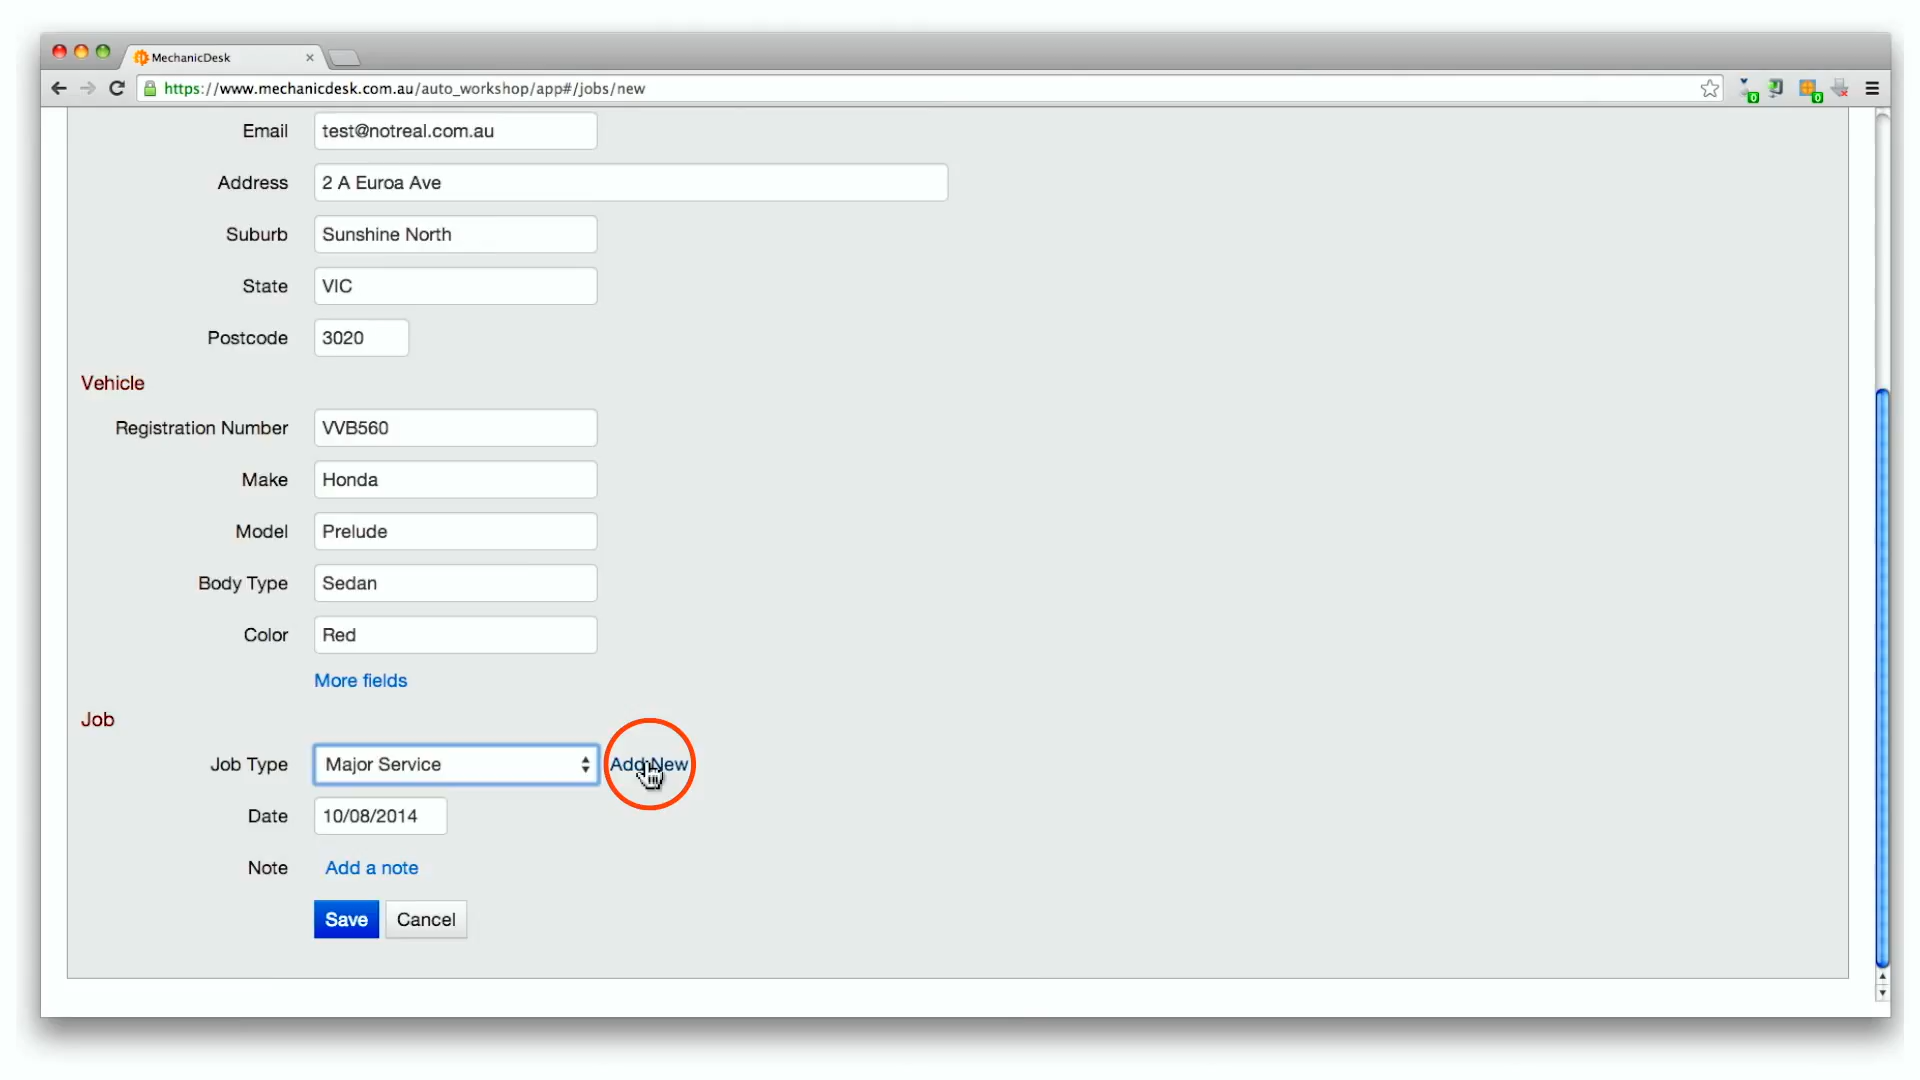 MechanicDesk
https://www.mechanicdesk.com.au/auto_workshop/app#/jobs/new
0
0
Email test@notreal.com.au
Address 2 A Euroa Ave
Suburb Sunshine North
State VIC
Postcode 3020
Vehicle
Registration Number VVB560
Make Honda
Model Prelude
Body Type Sedan
Color Red
More fields
Job
Job Type Major Service Add New
Date 10/08/2014
Note Add a note
Save Cancel